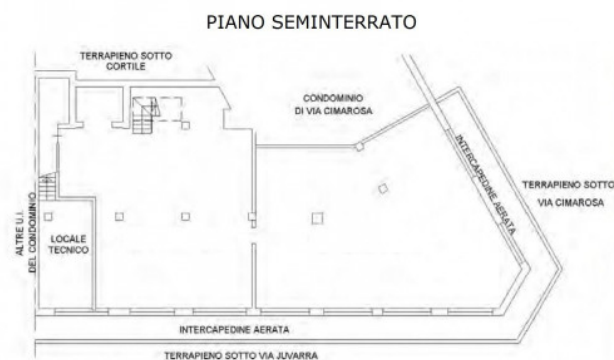 PIANO SEMINTERRATO
TERRAPIENO SOTTO
CORTILE
CONDOMINIO
DI VIA CIMAROSA
INTERCAPEDINE AERATA
TERRAPIENO SOTTO
VIA CIMAROSA
ALTRE U.I.
DEL CONDOMINIO
LOCALE
TECNICO
INTERCAPEDINE AERATA
TERRAPIENO SOTTO VIA JUVARRA